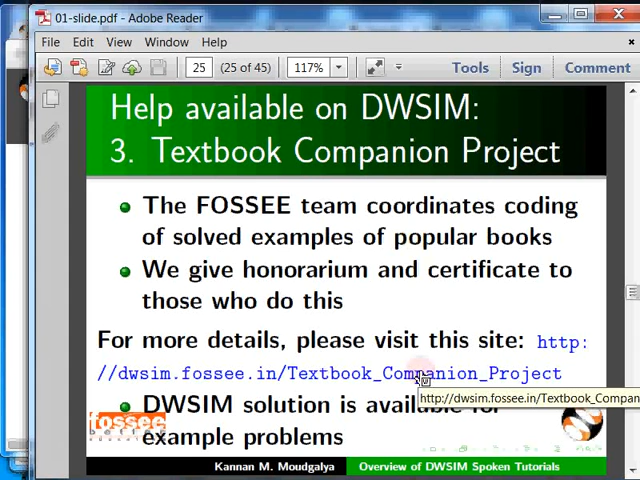 01-slide.pdf - Adobe Reader
File Edit View Window Help
25 (25 of 45) 117% Tools Sign Comment
Help available on DWSIM:
3. Textbook Companion Project
The FOSSEE team coordinates coding
of solved examples of popular books
We give honorarium and certificate to
those who do this
For more details, please visit this site: http:
//dwsim.fossee.in/Textbook_Companion_Project
http://dwsim.fossee.in/Textbook_Compan
DWSIM solution is available for
fossee
example problems
Kannan M. Moudgalya Overview of DWSIM Spoken Tutorials